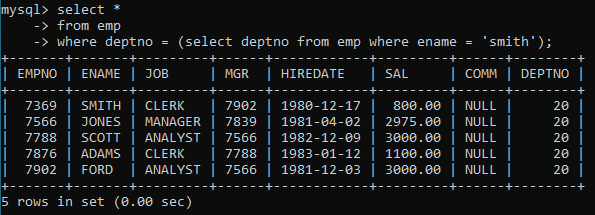 mysql> select *
    -> from emp
    -> where deptno = (select deptno from emp where ename = 'smith');
+-------+-------+---------+------+------------+---------+------+--------+
| EMPNO | ENAME | JOB     | MGR  | HIREDATE   | SAL     | COMM | DEPTNO |
+-------+-------+---------+------+------------+---------+------+--------+
|  7369 | SMITH | CLERK   | 7902 | 1980-12-17 |  800.00 | NULL |     20 |
|  7566 | JONES | MANAGER | 7839 | 1981-04-02 | 2975.00 | NULL |     20 |
|  7788 | SCOTT | ANALYST | 7566 | 1982-12-09 | 3000.00 | NULL |     20 |
|  7876 | ADAMS | CLERK   | 7788 | 1983-01-12 | 1100.00 | NULL |     20 |
|  7902 | FORD  | ANALYST | 7566 | 1981-12-03 | 3000.00 | NULL |     20 |
+-------+-------+---------+------+------------+---------+------+--------+
5 rows in set (0.00 sec)